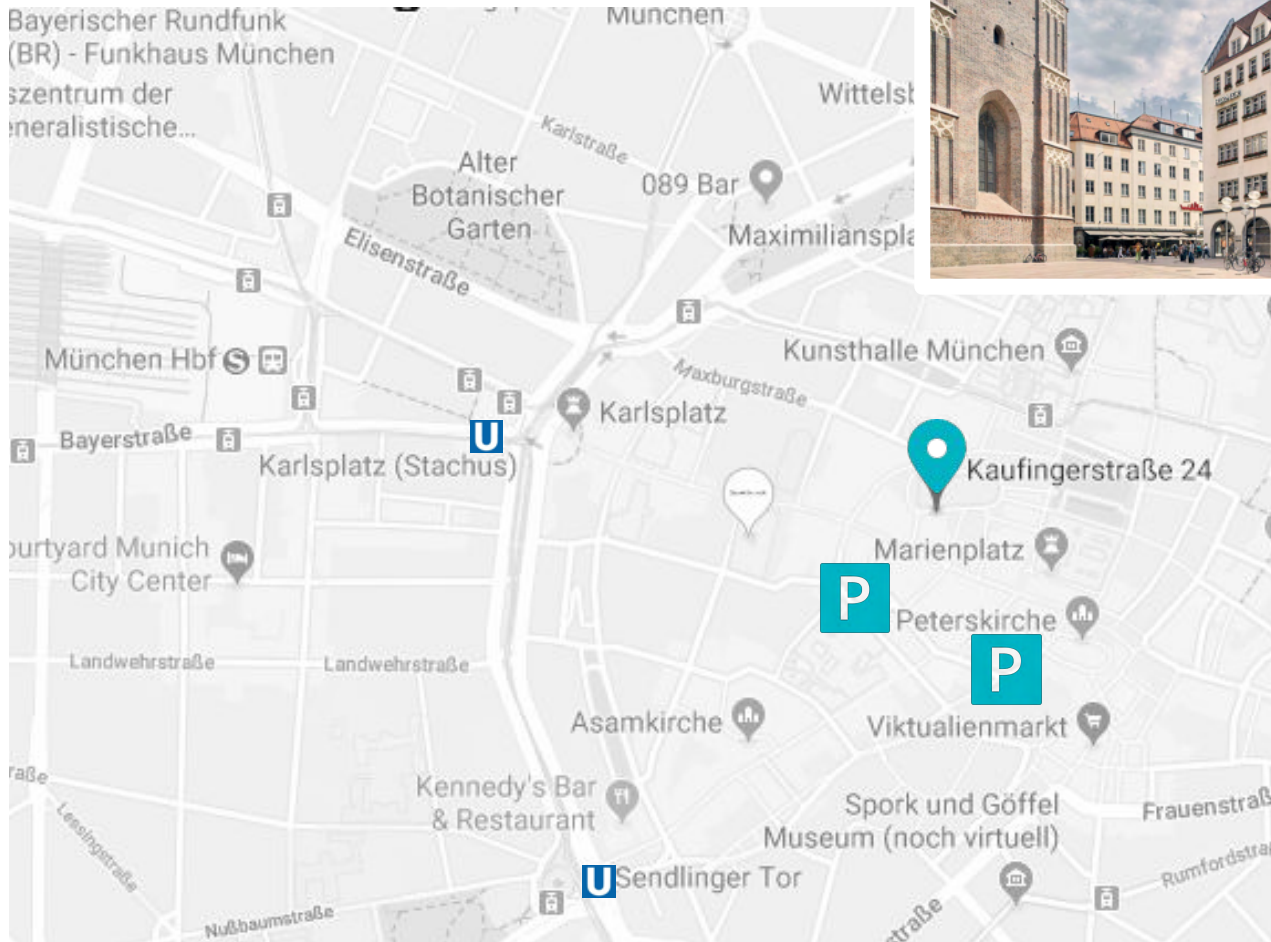 Bayerischer Rundfunk
(BR) - Funkhaus München
szentrum der
eneralistische...
München
Wittelsb
Karlstraße
Alter
Botanischer
Garten
089 Bar
Maximilianspla
Elisenstraße
München Hbf S
Kunsthalle München
Maxburgstraße
Karlsplatz
Bayerstraße
U
Karlsplatz (Stachus)
Kaufingerstraße 24
ourtyard Munich
City Center
Marienplatz
P
Peterskirche
Landwehrstraße
Landwehrstraße
P
Asamkirche
Viktualienmarkt
raße
Kennedy's Bar
& Restaurant
Spork und Göffel
Museum (noch virtuell)
Frauenstraß
Lessingstraße
U Sendlinger Tor
Rumfordstra
Nußbaumstraße
straße